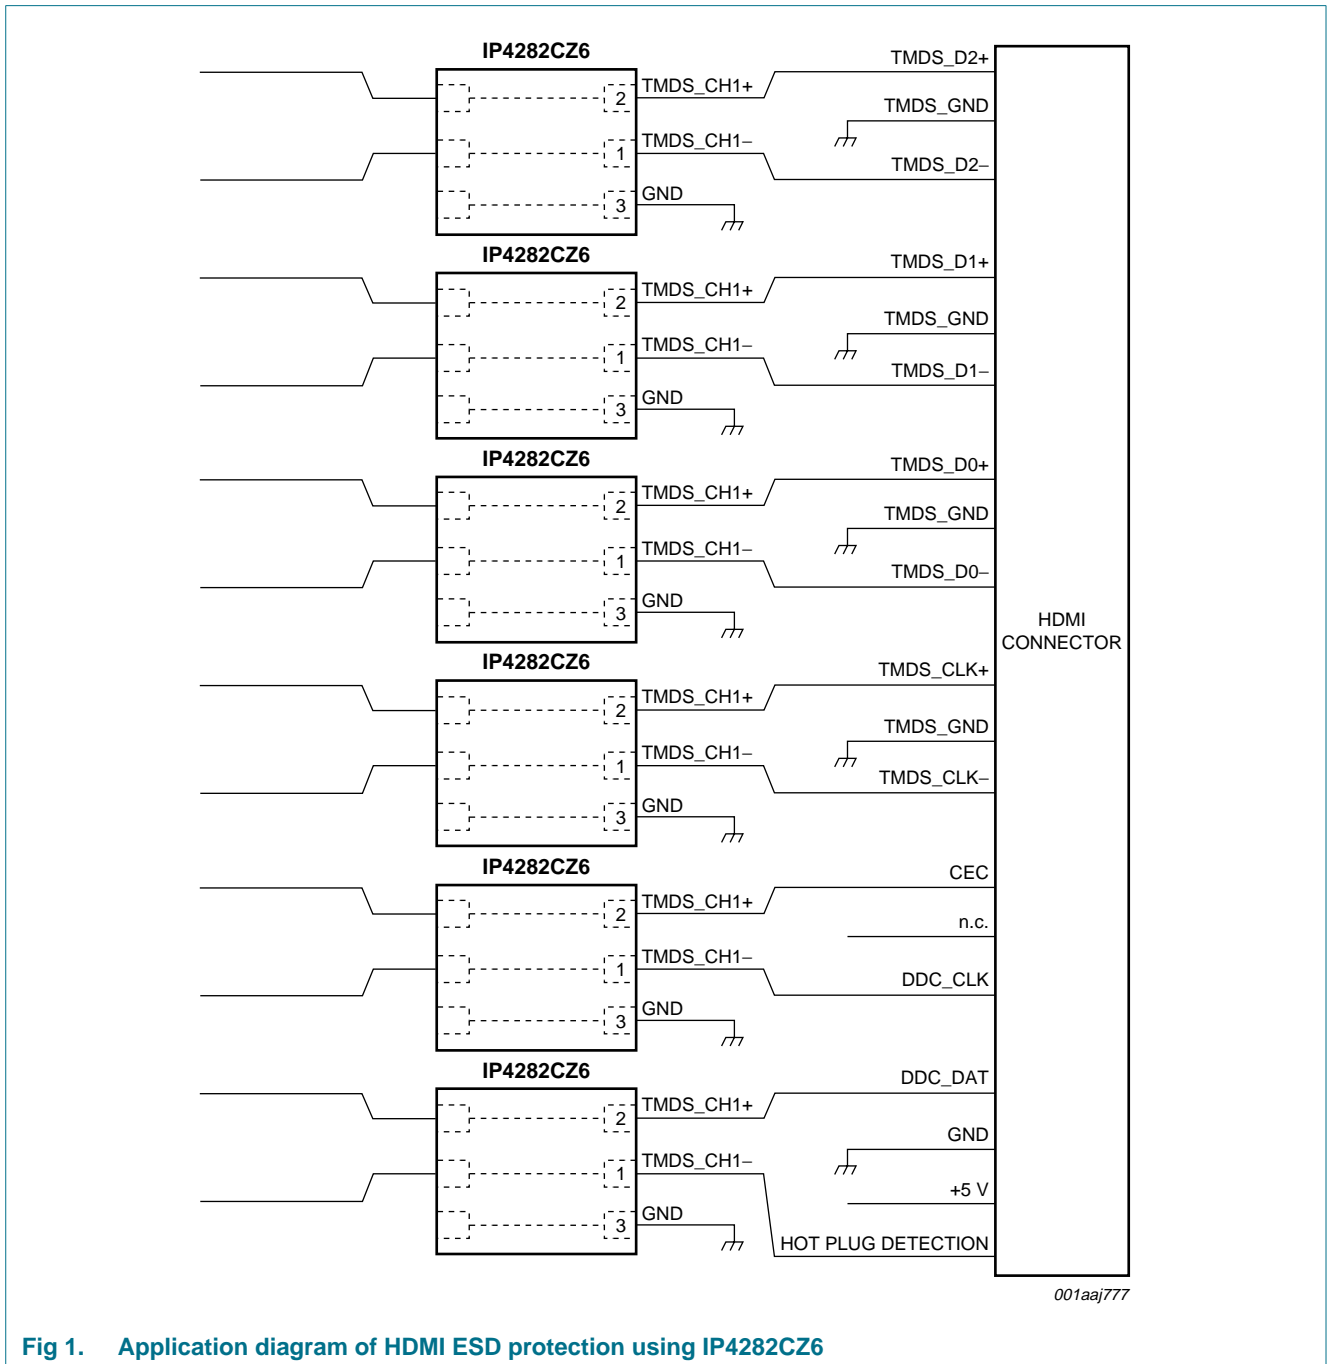 IP4282CZ6
TMDS_D2+
2 TMDS_CH1+
TMDS_GND
1 TMDS_CH1−
TMDS_D2−
3 GND
IP4282CZ6
TMDS_D1+
2 TMDS_CH1+
TMDS_GND
1 TMDS_CH1−
TMDS_D1−
3 GND
IP4282CZ6
TMDS_D0+
2 TMDS_CH1+
TMDS_GND
1 TMDS_CH1−
TMDS_D0−
3 GND
HDMI
CONNECTOR
IP4282CZ6
TMDS_CLK+
2 TMDS_CH1+
TMDS_GND
1 TMDS_CH1−
TMDS_CLK−
3 GND
IP4282CZ6
CEC
2 TMDS_CH1+
n.c.
1 TMDS_CH1−
DDC_CLK
3 GND
IP4282CZ6
DDC_DAT
2 TMDS_CH1+
GND
1 TMDS_CH1−
+5 V
3 GND
HOT PLUG DETECTION
001aaj777
Fig 1. Application diagram of HDMI ESD protection using IP4282CZ6